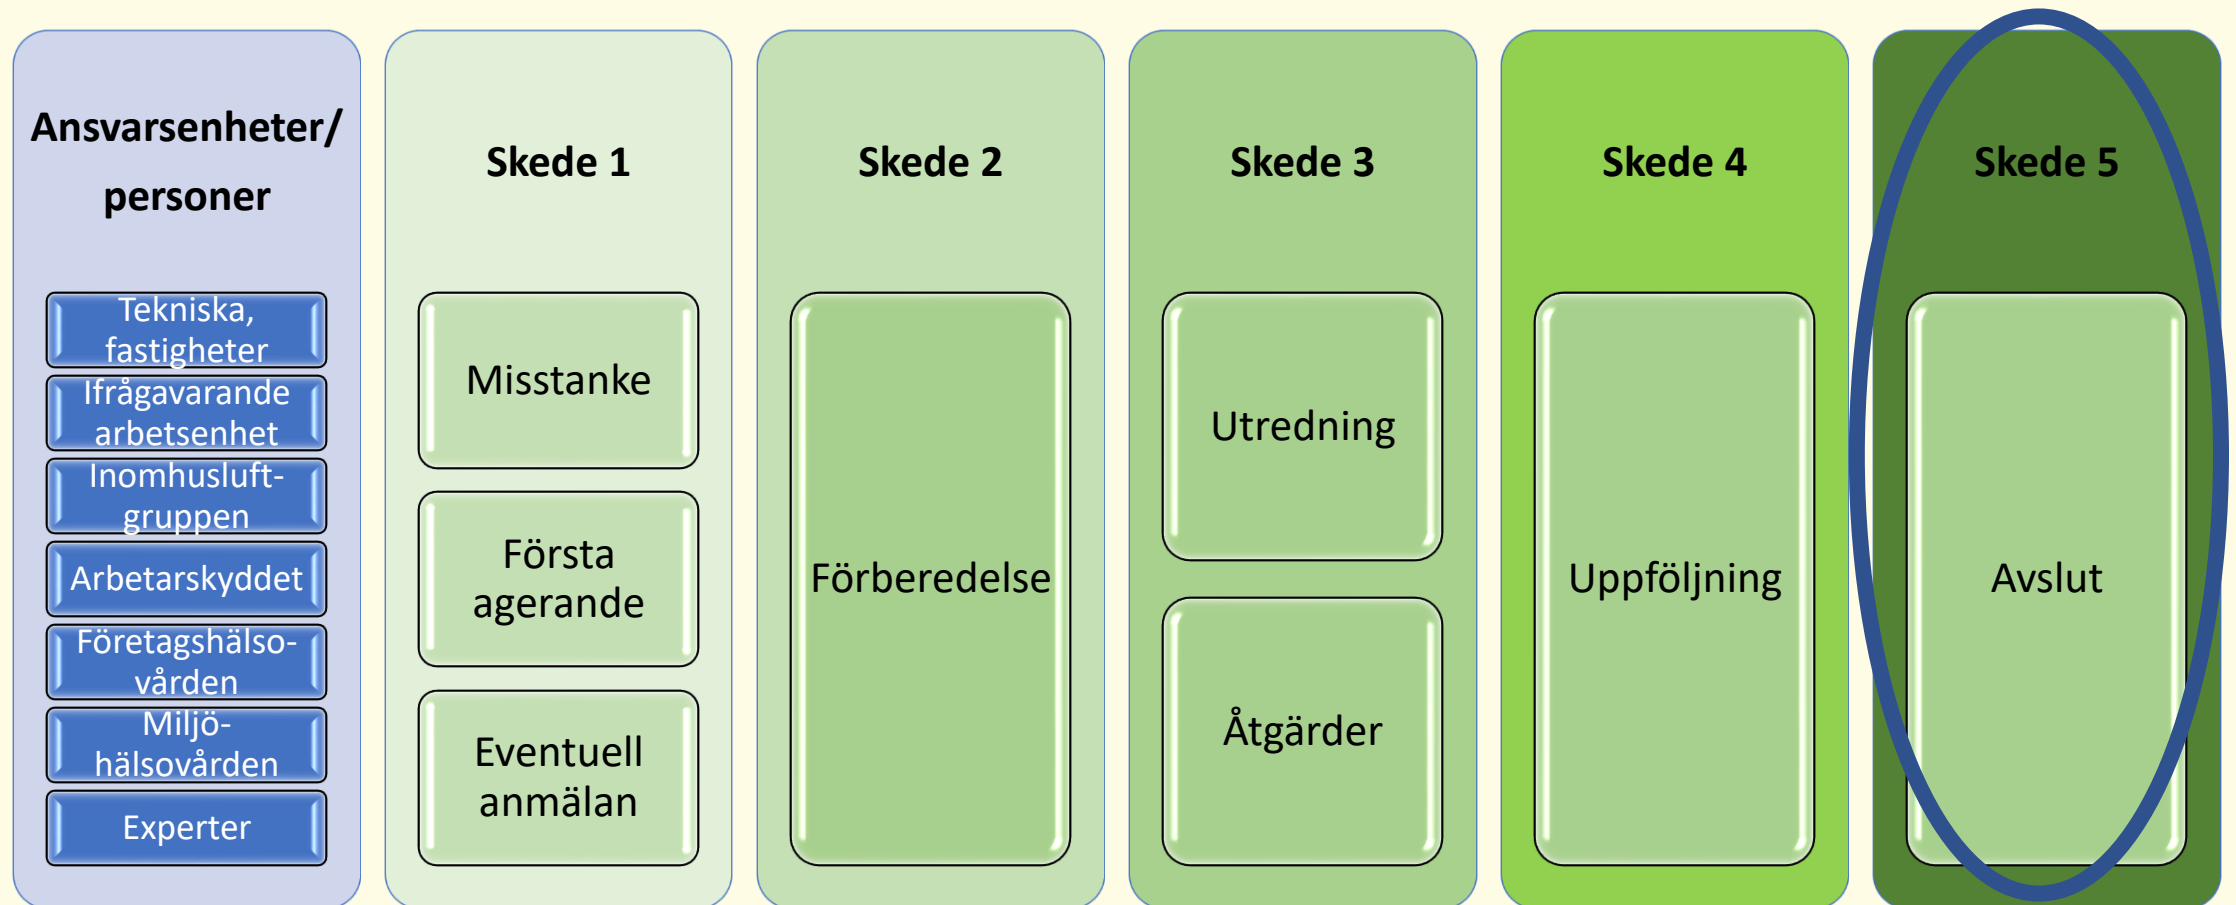 Ansvarsenheter/
personer
Tekniska,
fastigheter
Ifrågavarande
arbetsenhet
Inomhusluft-
gruppen
Arbetarskyddet
Företagshälso-
vården
Miljö-
hälsovården
Experter
Skede 1
Misstanke
Första
agerande
Eventuell
anmälan
Skede 2
Förberedelse
Skede 3
Utredning
Åtgärder
Skede 4
Uppföljning
Skede 5
Avslut